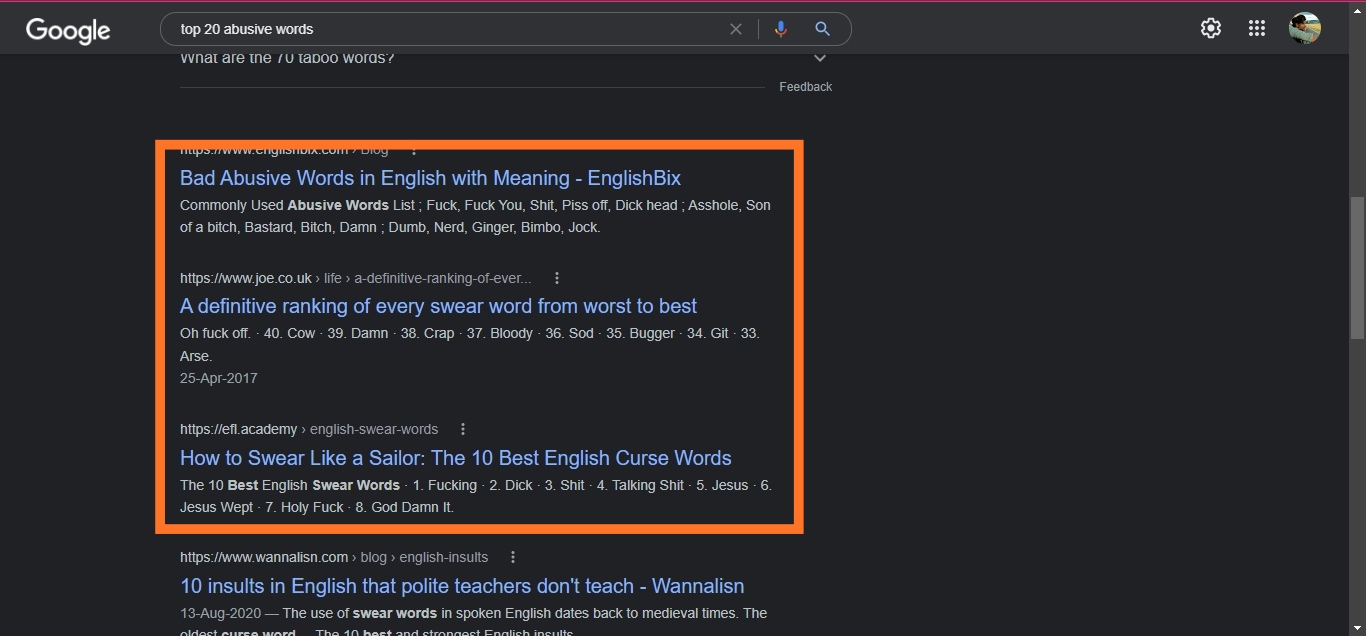 Google
top 20 abusive words
What are the 70 taboo words?
Feedback
https://www.englishbix.com › Blog
Bad Abusive Words in English with Meaning - EnglishBix
Commonly Used Abusive Words List ; Fuck, Fuck You, Shit, Piss off, Dick head ; Asshole, Son
of a bitch, Bastard, Bitch, Damn ; Dumb, Nerd, Ginger, Bimbo, Jock.
https://www.joe.co.uk › life › a-definitive-ranking-of-ever...
A definitive ranking of every swear word from worst to best
Oh fuck off. · 40. Cow · 39. Damn · 38. Crap · 37. Bloody · 36. Sod · 35. Bugger · 34. Git · 33.
Arse.
25-Apr-2017
https://efl.academy › english-swear-words
How to Swear Like a Sailor: The 10 Best English Curse Words
The 10 Best English Swear Words · 1. Fucking · 2. Dick · 3. Shit · 4. Talking Shit · 5. Jesus · 6.
Jesus Wept · 7. Holy Fuck · 8. God Damn It.
https://www.wannalisn.com › blog › english-insults
10 insults in English that polite teachers don't teach - Wannalisn
13-Aug-2020 — The use of swear words in spoken English dates back to medieval times. The
oldest curse word ... The 10 best and strongest English insults